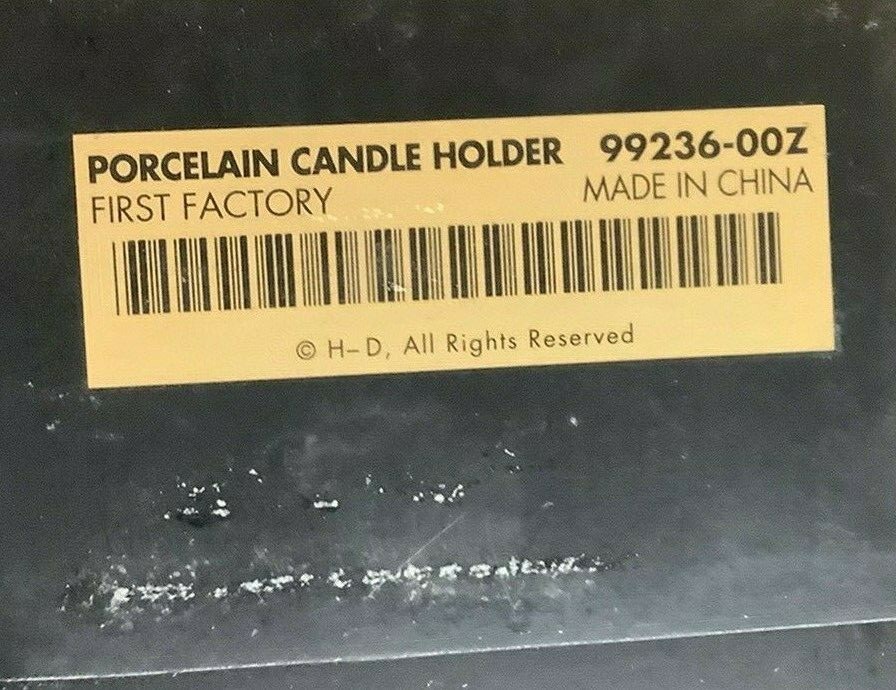 PORCELAIN CANDLE HOLDER 99236-00Z
FIRST FACTORY MADE IN CHINA
© H-D, All Rights Reserved